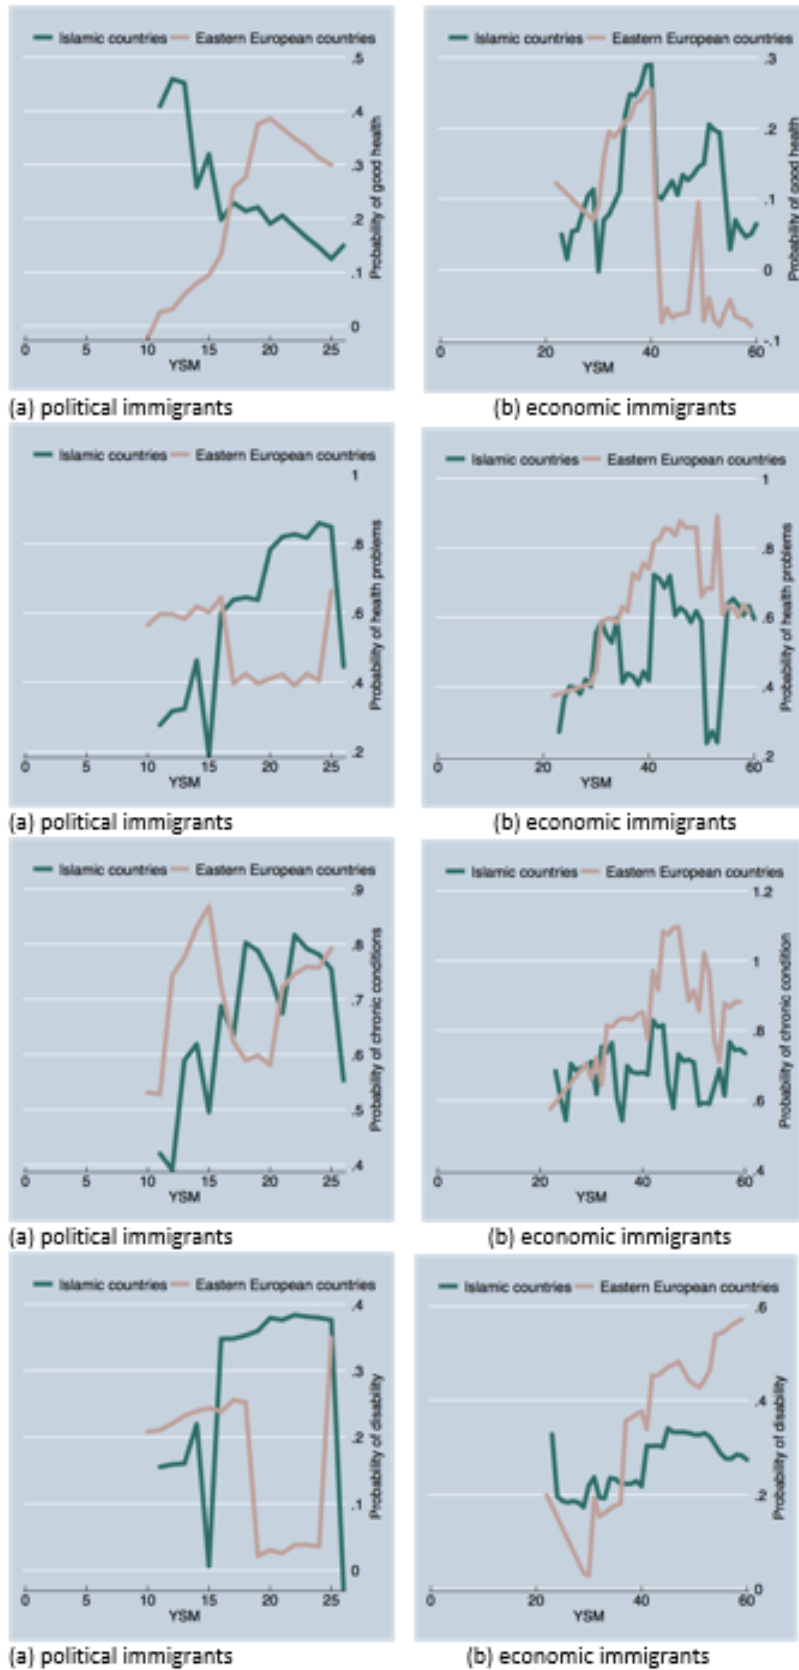 Islamic countries Eastern European countries
.5
.4
.3
.2
.1
0
Probability of good health
0 5 10 15 20 25
YSM
(a) political immigrants
Islamic countries Eastern European countries
.3
.2
.1
0
-.1
Probability of good health
0 20 40 60
YSM
(b) economic immigrants
Islamic countries Eastern European countries
1
.8
.6
.4
.2
Probability of health problems
0 5 10 15 20 25
YSM
(a) political immigrants
Islamic countries Eastern European countries
1
.8
.6
.4
.2
Probability of health problems
0 20 40 60
YSM
(b) economic immigrants
Islamic countries Eastern European countries
.9
.8
.7
.6
.5
.4
Probability of chronic conditions
0 5 10 15 20 25
YSM
(a) political immigrants
Islamic countries Eastern European countries
1.2
1
.8
.6
.4
Probability of chronic condition
0 20 40 60
YSM
(b) economic immigrants
Islamic countries Eastern European countries
.4
.3
.2
.1
0
Probability of disability
0 5 10 15 20 25
YSM
(a) political immigrants
Islamic countries Eastern European countries
.6
.4
.2
0
Probability of disability
0 20 40 60
YSM
(b) economic immigrants